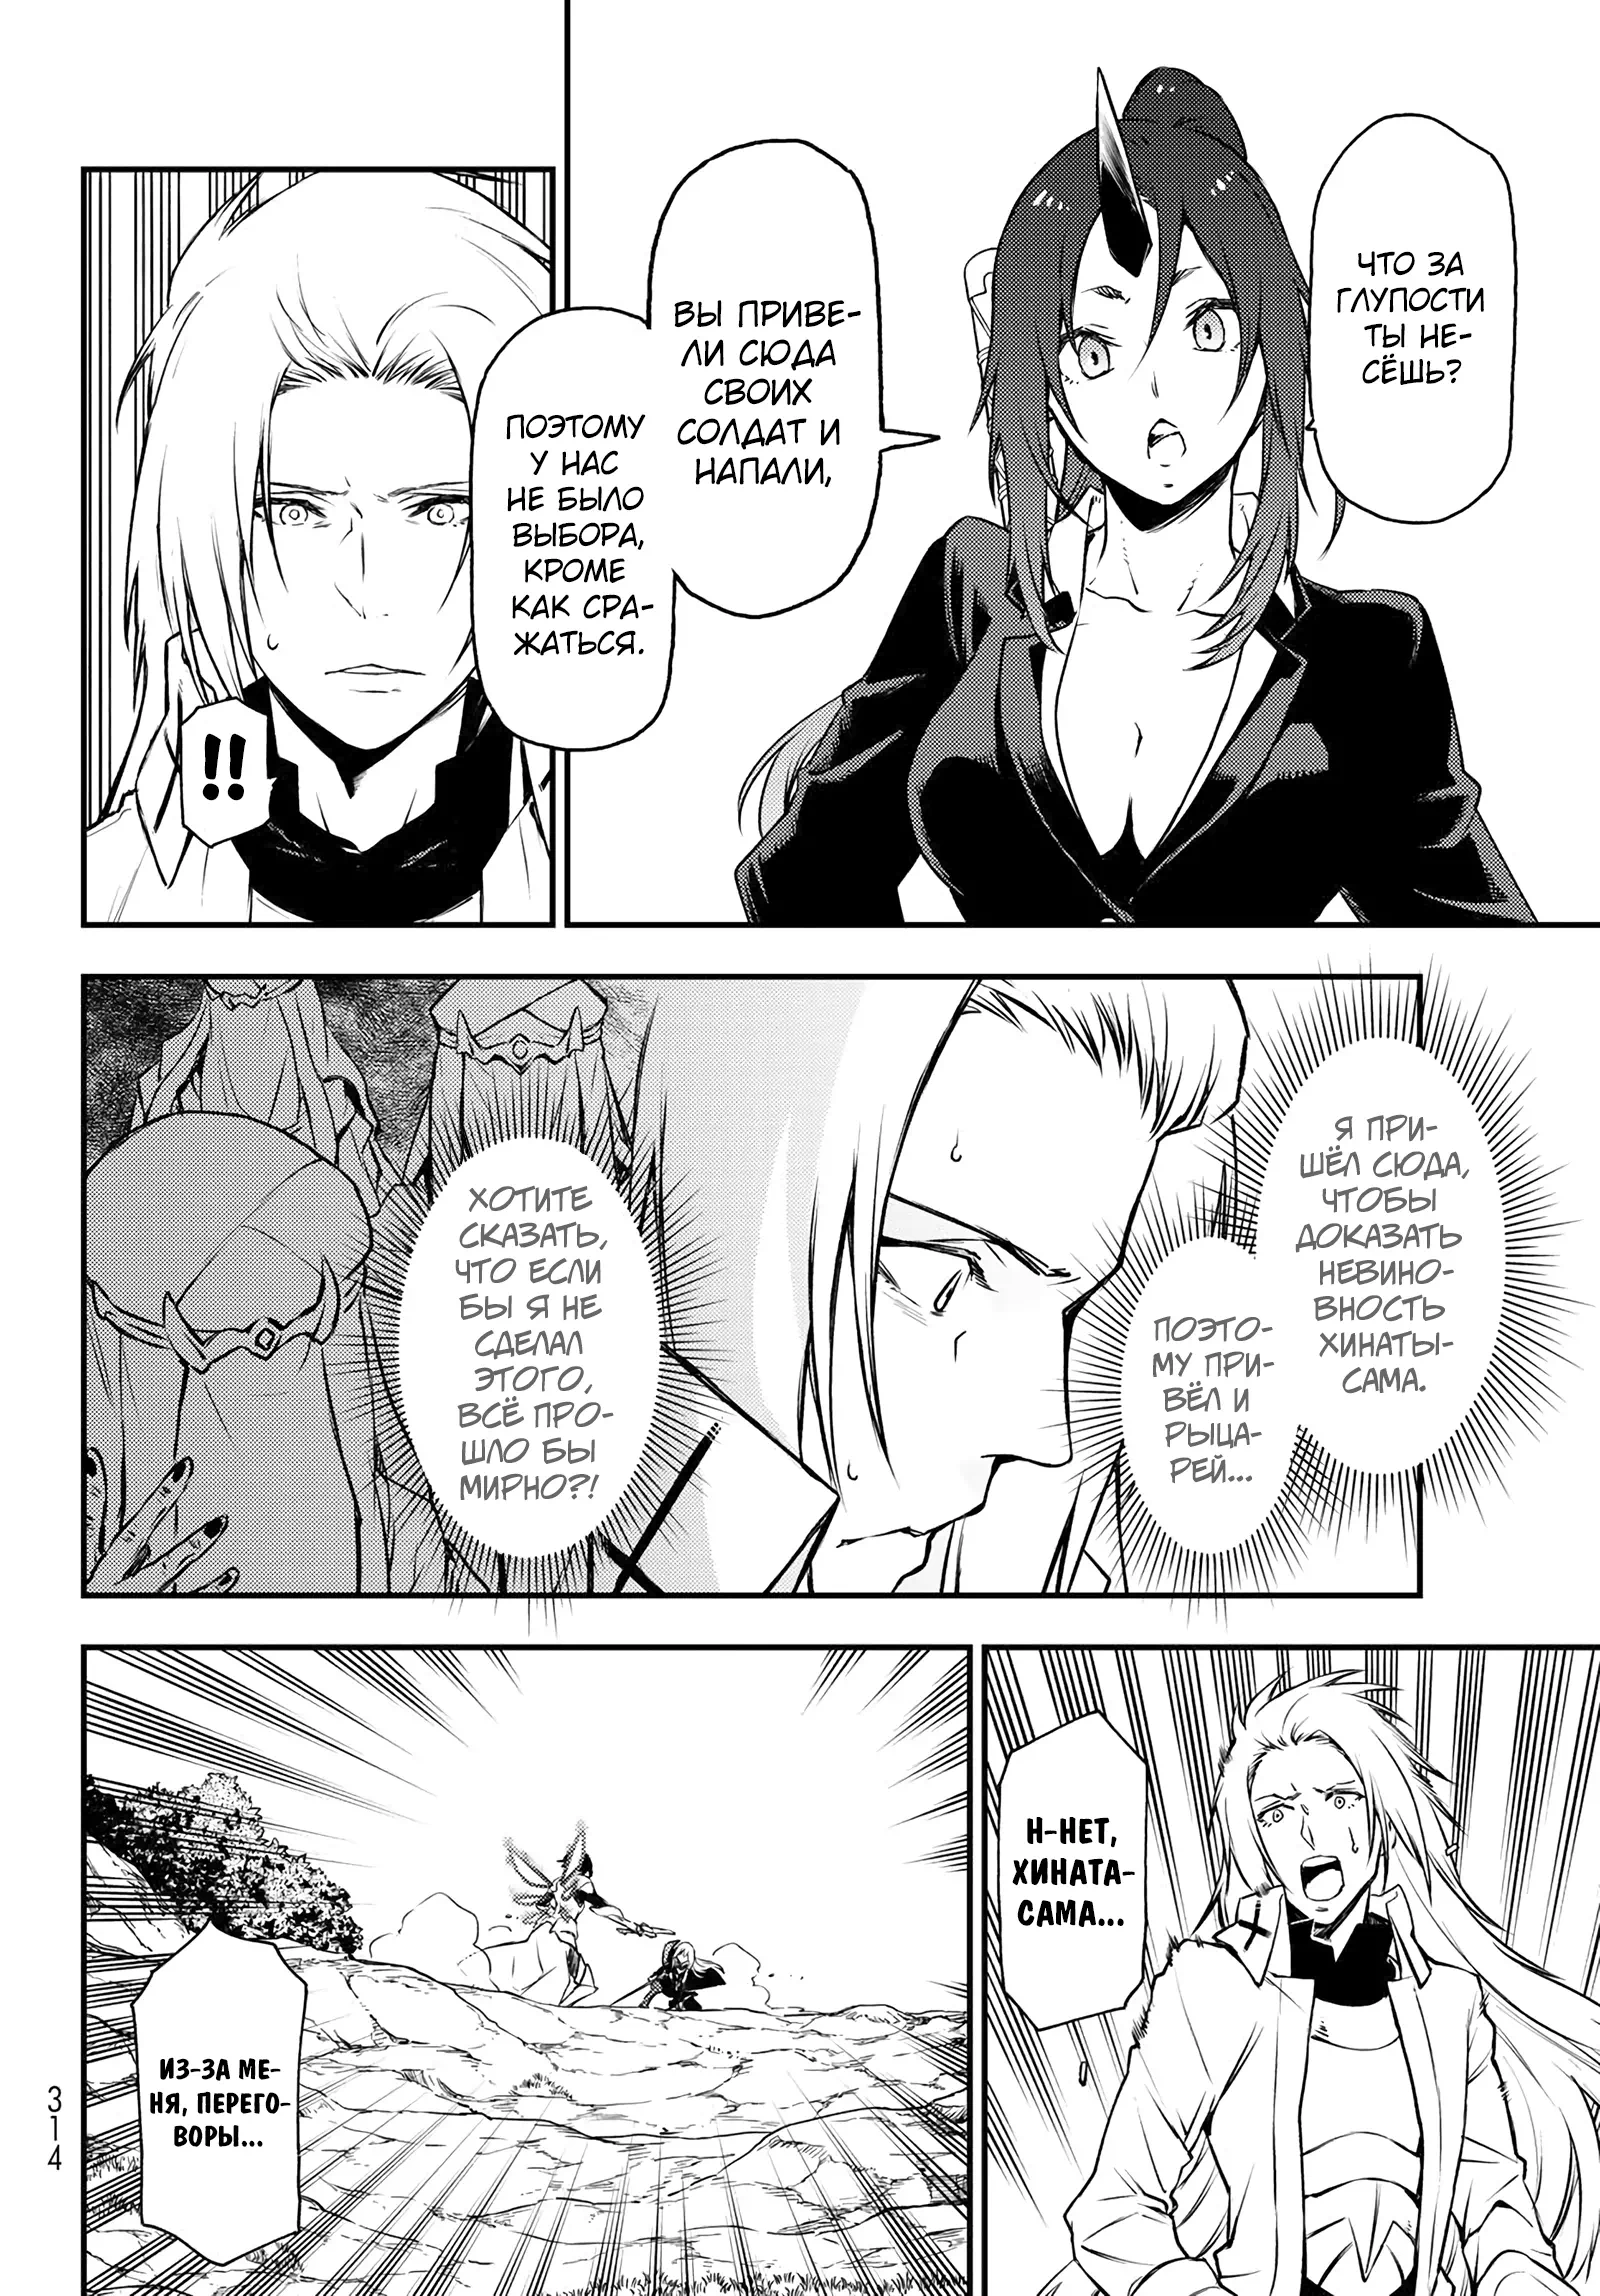 ЧТО ЗА
ГЛУПОСТИ
ТЫ НЕ-
СЁШЬ?
ВЫ ПРИВЕ-
ЛИ СЮДА
СВОИХ
СОЛДАТ И
НАПАЛИ,
ПОЭТОМУ
У НАС
НЕ БЫЛО
ВЫБОРА,
КРОМЕ
КАК СРА-
ЖАТЬСЯ.
!!
Я ПРИ-
ШЁЛ СЮДА,
ЧТОБЫ
ДОКАЗАТЬ
НЕВИНО-
ВНОСТЬ
ХИНАТЫ-
САМА.
ПОЭТО-
МУ ПРИ-
ВЁЛ И
РЫЦА-
РЕЙ...
ХОТИТЕ
СКАЗАТЬ,
ЧТО ЕСЛИ
БЫ Я НЕ
СДЕЛАЛ
ЭТОГО,
ВСЁ ПРО-
ШЛО БЫ
МИРНО?!
Н-НЕТ,
ХИНАТА-
САМА...
ИЗ-ЗА МЕ-
НЯ, ПЕРЕГО-
ВОРЫ...
314